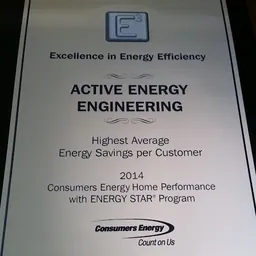 E3
Excellence in Energy Efficiency
ACTIVE ENERGY
ENGINEERING
Highest Average
Energy Savings per Customer
2014
Consumers Energy Home Performance
with ENERGY STAR® Program
Consumers Energy
Count on Us